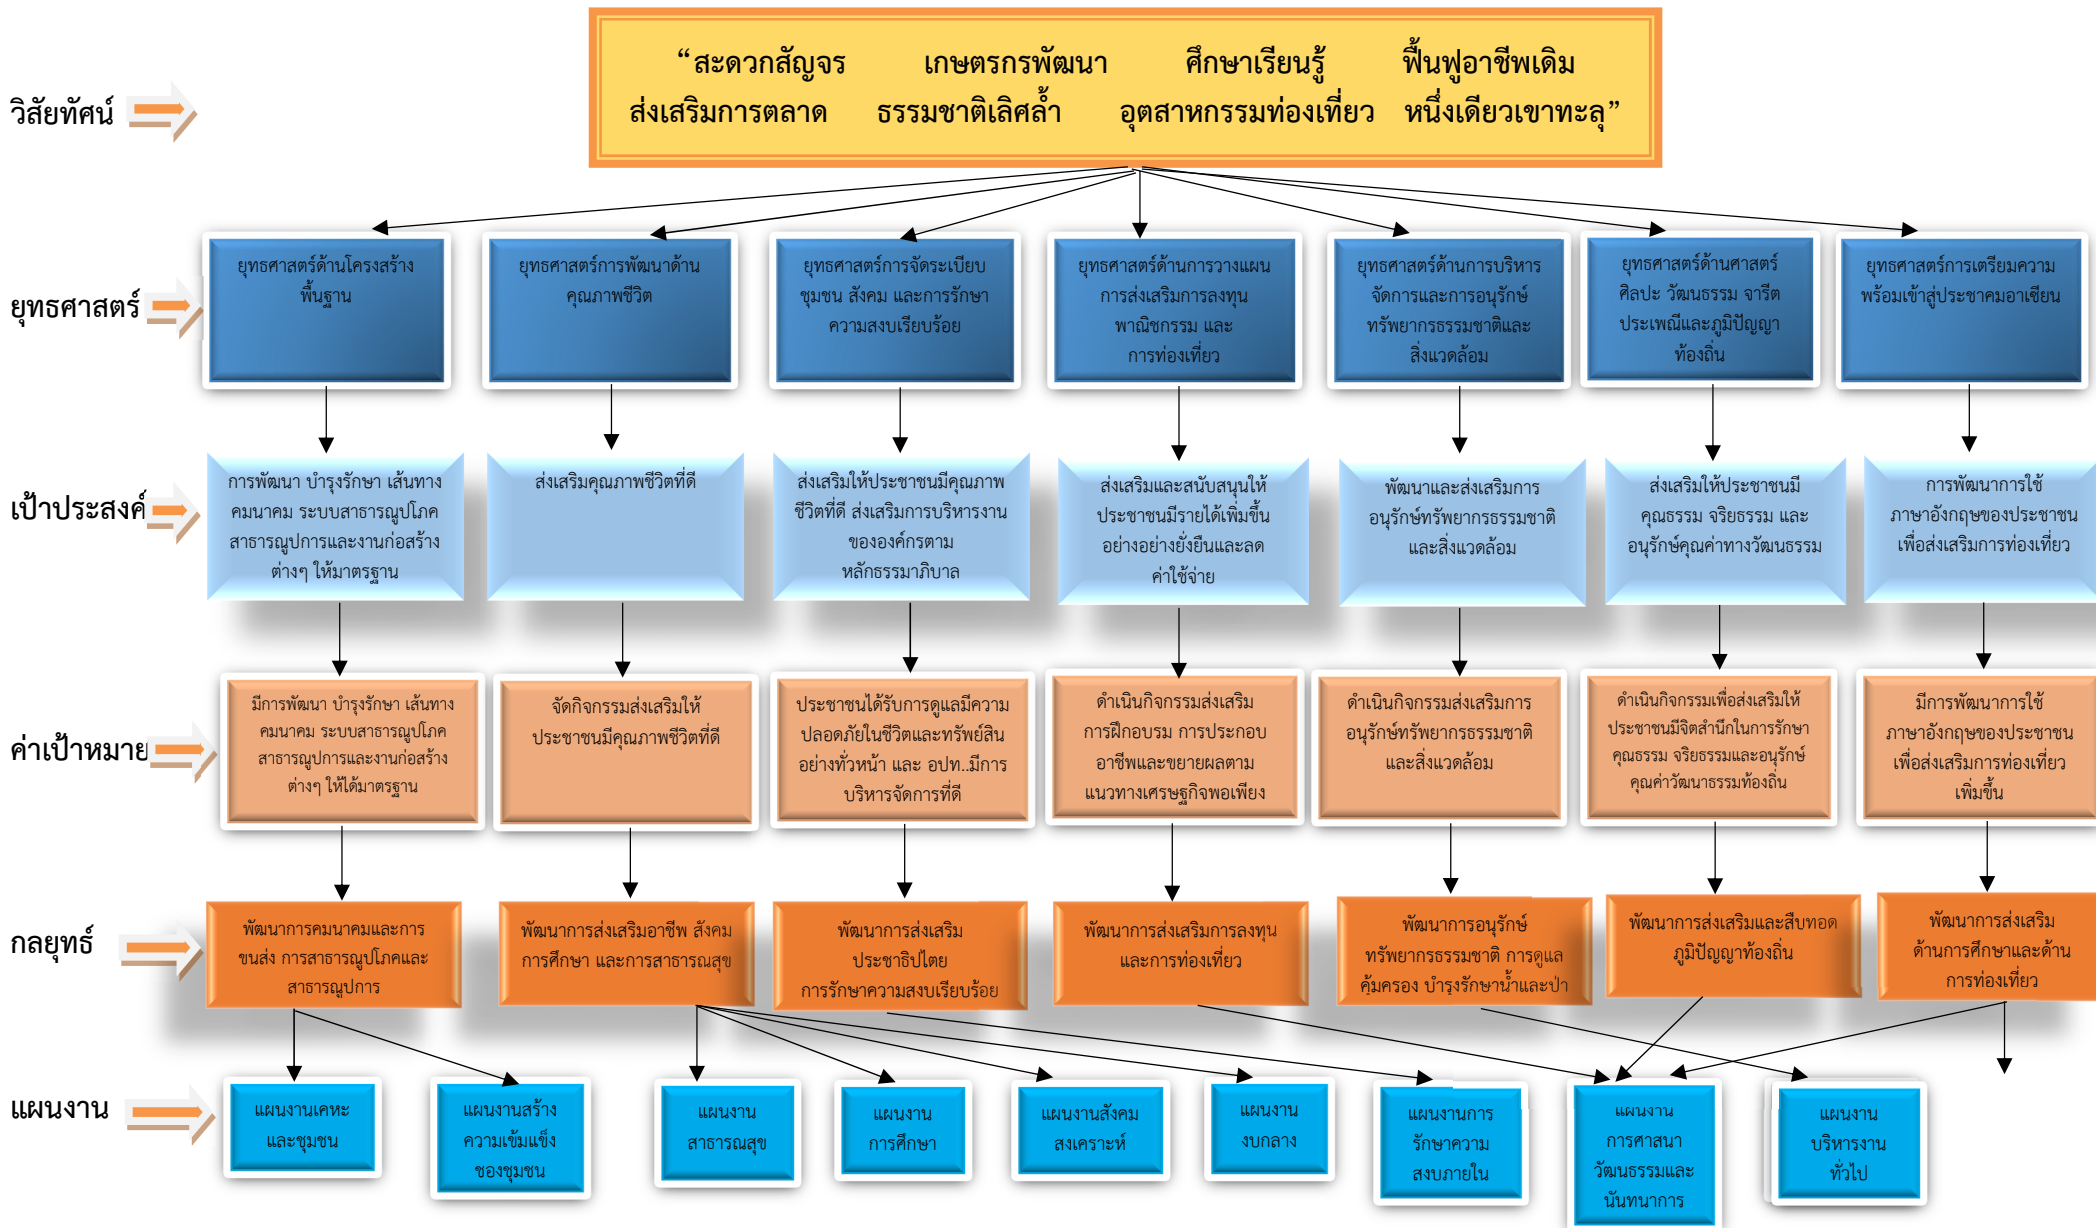 “สะดวกสัญจร เกษตรกรพัฒนา ศึกษาเรียนรู้ ฟื้นฟูอาชีพเดิม
วิสัยทัศน์
ส่งเสริมการตลาด ธรรมชาติเลิศล้ำ อุตสาหกรรมท่องเที่ยว หนึ่งเดียวเขาทะลุ”
ยุทธศาสตร์
ยุทธศาสตร์ด้านโครงสร้าง
พื้นฐาน
ยุทธศาสตร์การพัฒนาด้าน
คุณภาพชีวิต
ยุทธศาสตร์การจัดระเบียบ
ชุมชน สังคม และการรักษา
ความสงบเรียบร้อย
ยุทธศาสตร์ด้านการวางแผน
การส่งเสริมการลงทุน
พาณิชกรรม และ
การท่องเที่ยว
ยุทธศาสตร์ด้านการบริหาร
จัดการและการอนุรักษ์
ทรัพยากรธรรมชาติและ
สิ่งแวดล้อม
ยุทธศาสตร์ด้านศาสตร์
ศิลปะ วัฒนธรรม จารีต
ประเพณีและภูมิปัญญา
ท้องถิ่น
ยุทธศาสตร์การเตรียมความ
พร้อมเข้าสู่ประชาคมอาเซียน
เป้าประสงค์
การพัฒนา บำรุงรักษา เส้นทาง
คมนาคม ระบบสาธารณูปโภค
สาธารณูปการและงานก่อสร้าง
ต่างๆ ให้มาตรฐาน
ส่งเสริมคุณภาพชีวิตที่ดี
ส่งเสริมให้ประชาชนมีคุณภาพ
ชีวิตที่ดี ส่งเสริมการบริหารงาน
ขององค์กรตาม
หลักธรรมาภิบาล
ส่งเสริมและสนับสนุนให้
ประชาชนมีรายได้เพิ่มขึ้น
อย่างอย่างยั่งยืนและลด
ค่าใช้จ่าย
พัฒนาและส่งเสริมการ
อนุรักษ์ทรัพยากรธรรมชาติ
และสิ่งแวดล้อม
ส่งเสริมให้ประชาชนมี
คุณธรรม จริยธรรม และ
อนุรักษ์คุณค่าทางวัฒนธรรม
การพัฒนาการใช้
ภาษาอังกฤษของประชาชน
เพื่อส่งเสริมการท่องเที่ยว
ค่าเป้าหมาย
มีการพัฒนา บำรุงรักษา เส้นทาง
คมนาคม ระบบสาธารณูปโภค
สาธารณูปการและงานก่อสร้าง
ต่างๆ ให้ได้มาตรฐาน
จัดกิจกรรมส่งเสริมให้
ประชาชนมีคุณภาพชีวิตที่ดี
ประชาชนได้รับการดูแลมีความ
ปลอดภัยในชีวิตและทรัพย์สิน
อย่างทั่วหน้า และ อปท..มีการ
บริหารจัดการที่ดี
ดำเนินกิจกรรมส่งเสริม
การฝึกอบรม การประกอบ
อาชีพและขยายผลตาม
แนวทางเศรษฐกิจพอเพียง
ดำเนินกิจกรรมส่งเสริมการ
อนุรักษ์ทรัพยากรธรรมชาติ
และสิ่งแวดล้อม
ดำเนินกิจกรรมเพื่อส่งเสริมให้
ประชาชนมีจิตสำนึกในการรักษา
คุณธรรม จริยธรรมและอนุรักษ์
คุณค่าวัฒนาธรรมท้องถิ่น
มีการพัฒนาการใช้
ภาษาอังกฤษของประชาชน
เพื่อส่งเสริมการท่องเที่ยว
เพิ่มขึ้น
กลยุทธ์
พัฒนาการคมนาคมและการ
ขนส่ง การสาธารณูปโภคและ
สาธารณูปการ
พัฒนาการส่งเสริมอาชีพ สังคม
การศึกษา และการสาธารณสุข
พัฒนาการส่งเสริม
ประชาธิปไตย
การรักษาความสงบเรียบร้อย
พัฒนาการส่งเสริมการลงทุน
และการท่องเที่ยว
พัฒนาการอนุรักษ์
ทรัพยากรธรรมชาติ การดูแล
คุ้มครอง บำรุงรักษาน้ำและป่า
พัฒนาการส่งเสริมและสืบทอด
ภูมิปัญญาท้องถิ่น
พัฒนาการส่งเสริม
ด้านการศึกษาและด้าน
การท่องเที่ยว
แผนงาน
แผนงานเคหะ
และชุมชน
แผนงานสร้าง
ความเข้มแข็ง
ชองชุมชน
แผนงาน
สาธารณสุข
แผนงาน
การศึกษา
แผนงานสังคม
สงเคราะห์
แผนงาน
งบกลาง
แผนงานการ
รักษาความ
สงบภายใน
แผนงาน
การศาสนา
วัฒนธรรมและ
นันทนาการ
แผนงาน
บริหารงาน
ทั่วไป